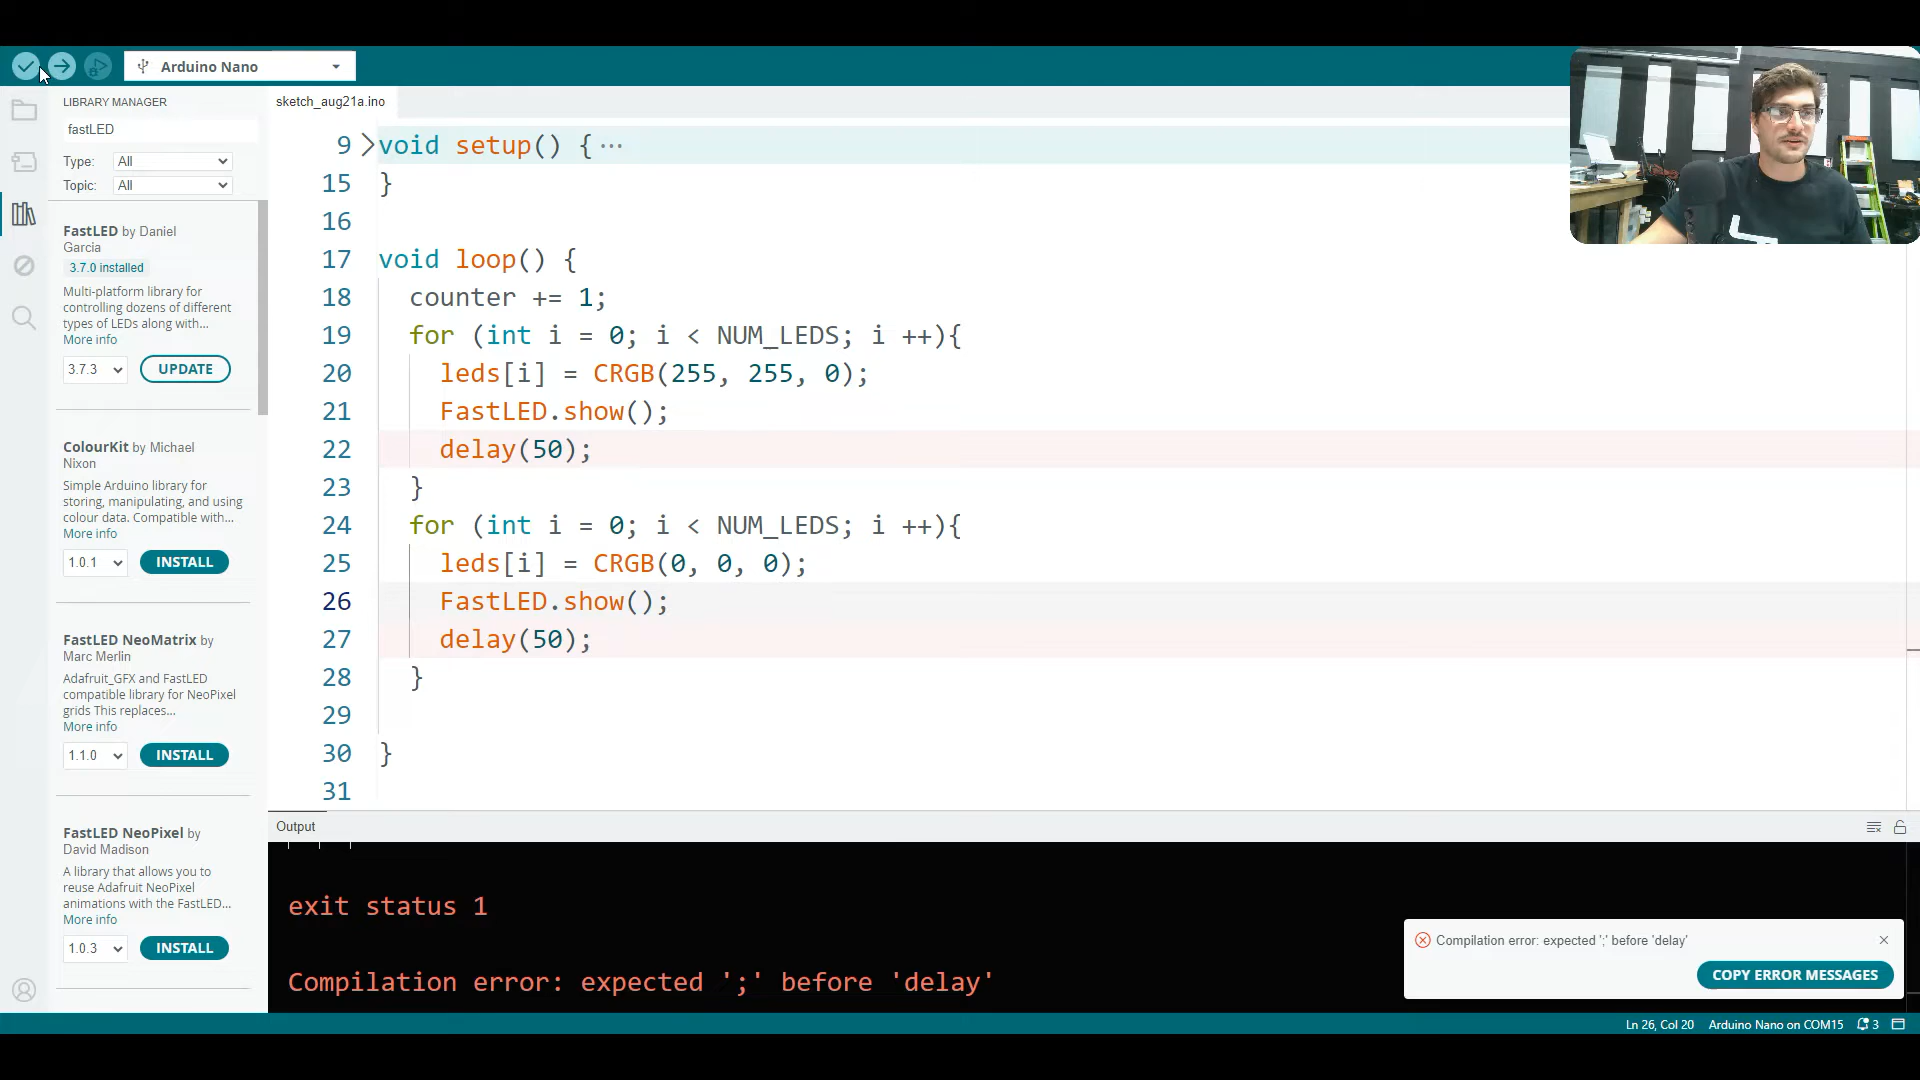 Arduino Nano
LIBRARY MANAGER
fastLED
Type: All
Topic: All
FastLED by Daniel
Garcia
3.7.0 installed
Multi-platform library for
controlling dozens of different
types of LEDs along with...
More info
3.7.3 UPDATE
ColourKit by Michael
Nixon
Simple Arduino library for
storing, manipulating, and using
colour data. Compatible with...
More info
1.0.1 INSTALL
FastLED NeoMatrix by
Marc Merlin
Adafruit_GFX and FastLED
compatible library for NeoPixel
grids This replaces...
More info
1.1.0 INSTALL
FastLED NeoPixel by
David Madison
A library that allows you to
reuse Adafruit NeoPixel
animations with the FastLED...
More info
1.0.3 INSTALL
sketch_aug21a.ino
9 void setup() { ...
15 }
16
17 void loop() {
18 counter += 1;
19 for (int i = 0; i < NUM_LEDS; i ++){
20 leds[i] = CRGB(255, 255, 0);
21 FastLED.show();
22 delay(50);
23 }
24 for (int i = 0; i < NUM_LEDS; i ++){
25 leds[i] = CRGB(0, 0, 0);
26 FastLED.show();
27 delay(50);
28 }
29
30 }
31
Output
exit status 1
Compilation error: expected ';' before 'delay'
Compilation error: expected ';' before 'delay'
COPY ERROR MESSAGES
Ln 26, Col 20 Arduino Nano on COM15 3